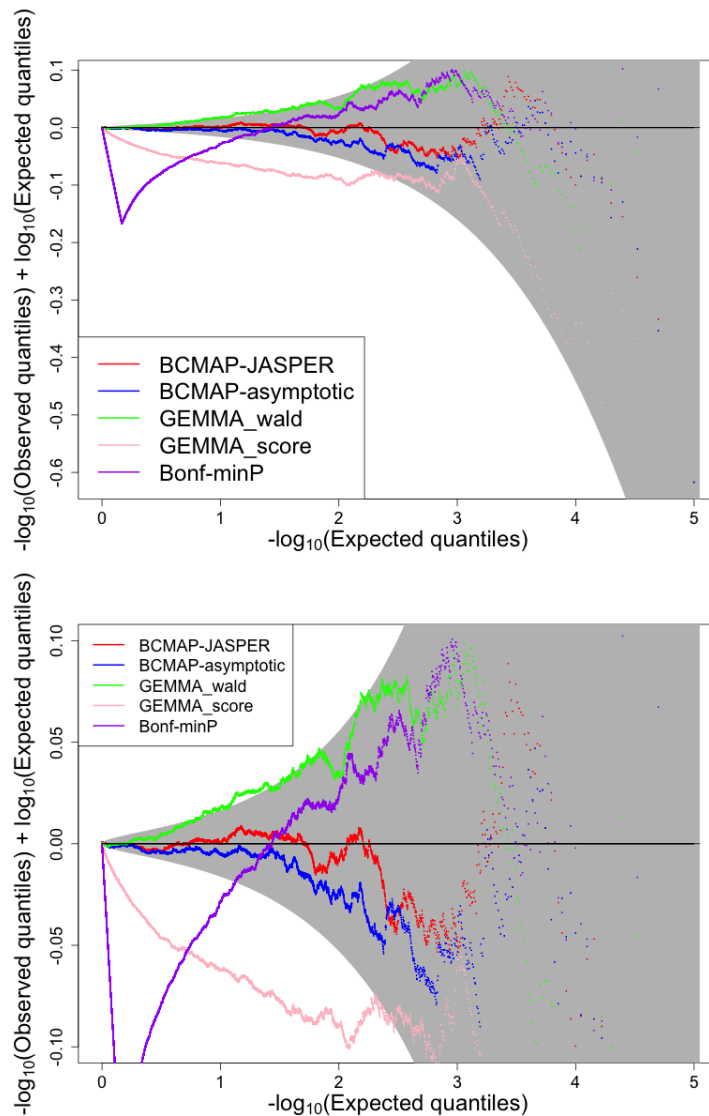 -log10(Observed quantiles) + log10(Expected quantiles)
0.1
0.0
-0.1
-0.2
-0.3
-0.4
-0.5
-0.6
BCMAP-JASPER
BCMAP-asymptotic
GEMMA_wald
GEMMA_score
Bonf-minP
0 1 2 3 4 5
-log10(Expected quantiles)
-log10(Observed quantiles) + log10(Expected quantiles)
0.10
0.05
0.00
-0.05
-0.10
BCMAP-JASPER
BCMAP-asymptotic
GEMMA_wald
GEMMA_score
Bonf-minP
0 1 2 3 4 5
-log10(Expected quantiles)